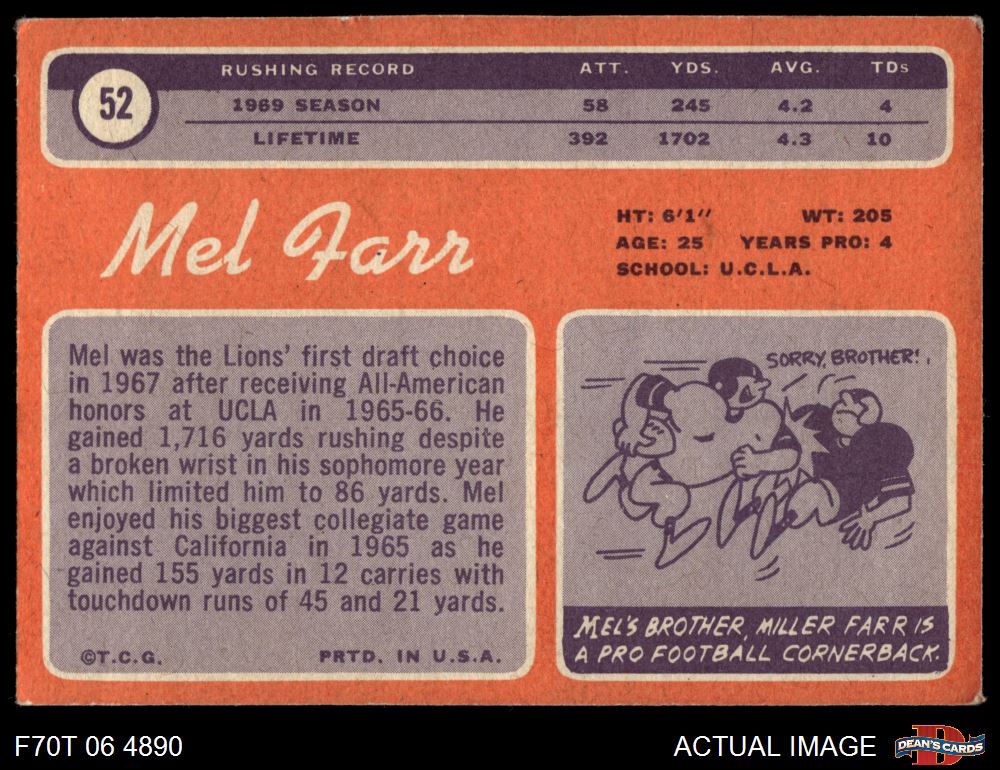 52
RUSHING RECORD ATT. YDS. AVG. TDs
1969 SEASON 58 245 4.2 4
LIFETIME 392 1702 4.3 10
Mel Farr
HT: 6'1" WT: 205
AGE: 25 YEARS PRO: 4
SCHOOL: U.C.L.A.
Mel was the Lions' first draft choice
in 1967 after receiving All-American
honors at UCLA in 1965-66. He
gained 1,716 yards rushing despite
a broken wrist in his sophomore year
which limited him to 86 yards. Mel
enjoyed his biggest collegiate game
against California in 1965 as he
gained 155 yards in 12 carries with
touchdown runs of 45 and 21 yards.
©T.C.G. PRTD. IN U.S.A.
SORRY, BROTHER!
MEL'S BROTHER, MILLER FARR IS
A PRO FOOTBALL CORNERBACK.
F70T 06 4890
ACTUAL IMAGE
D
DEAN'S CARDS